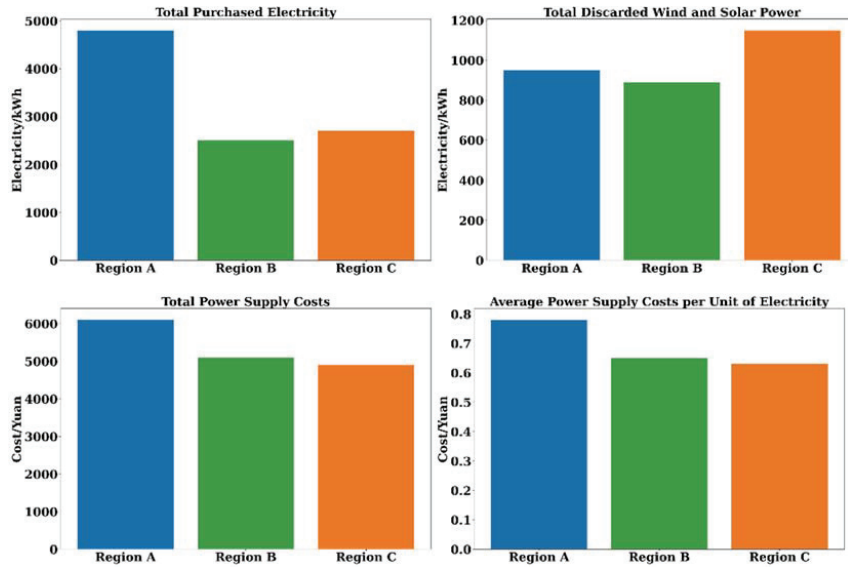 Total Purchased Electricity
Electricity/kWh
5000
4000
3000
2000
1000
0
Region A Region B Region C
Total Discarded Wind and Solar Power
Electricity/kWh
1200
1000
800
600
400
200
0
Region A Region B Region C
Total Power Supply Costs
Cost/Yuan
6000
5000
4000
3000
2000
1000
0
Region A Region B Region C
Average Power Supply Costs per Unit of Electricity
Cost/Yuan
0.8
0.7
0.6
0.5
0.4
0.3
0.2
0.1
0.0
Region A Region B Region C